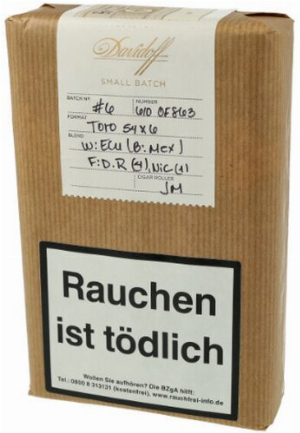 Davidoff
SMALL BATCH
BATCH Nº #6 NUMBER 610 OF 8163
FORMAT TORO 54x6
BLEND W: ECU (B: MEX)
F: D.R (4), NIC (1)
CIGAR ROLLER
JM
Rauchen
ist tödlich
Wollen Sie aufhören? Die BZgA hilft:
Tel.: 0800 8 313131 (kostenfrei), www.rauchfrei-info.de